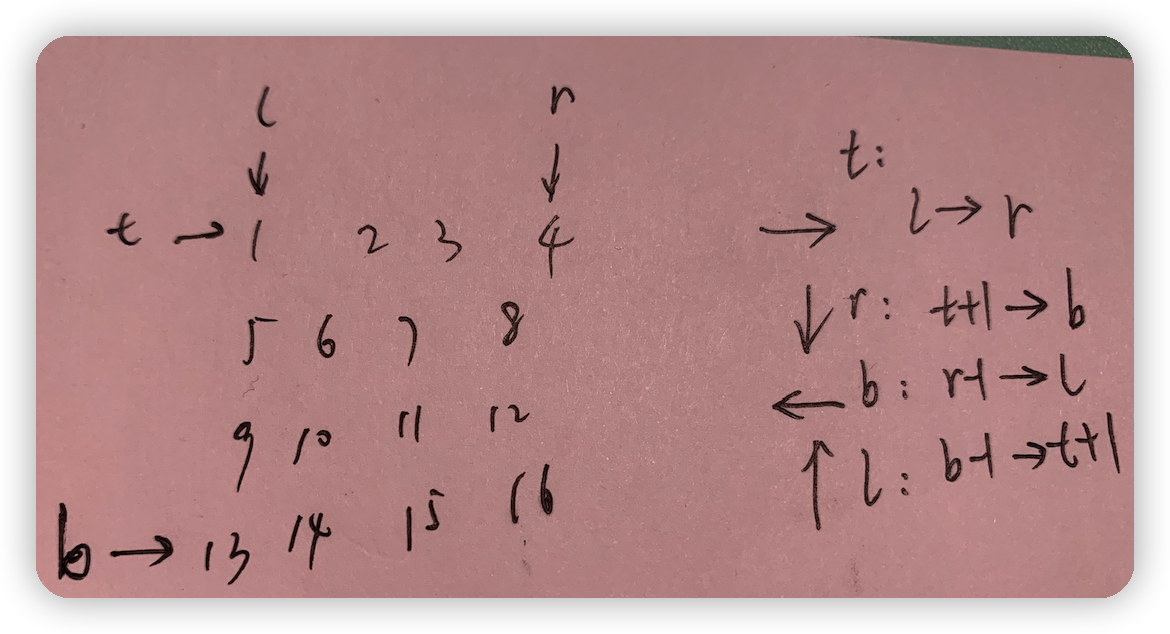 l r
↓ ↓
t → 1 2 3 4
5 6 7 8
9 10 11 12
b → 13 14 15 16
t:
→ l → r
↓ r: t+1 → b
← b: r-1 → l
↑ l: b-1 → t+1